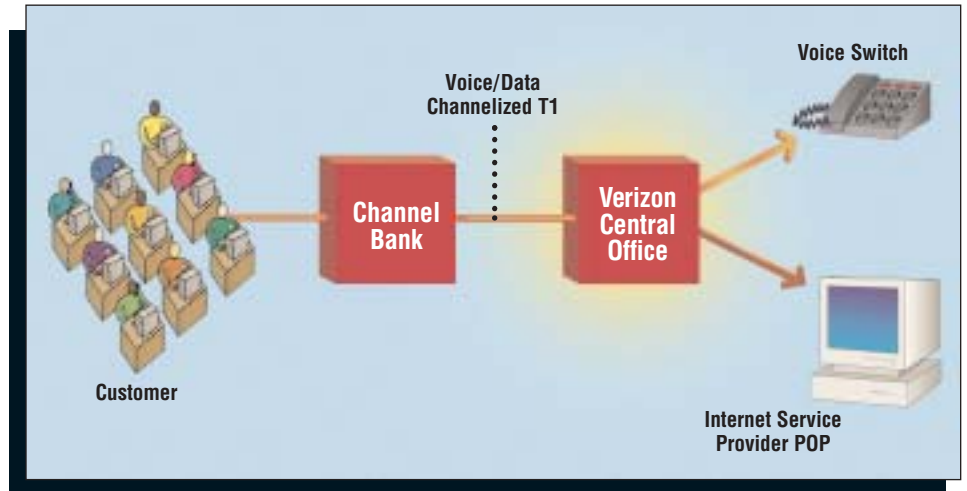 Voice Switch
Voice/Data
Channelized T1
Channel
Bank
Verizon
Central
Office
Customer
Internet Service
Provider POP